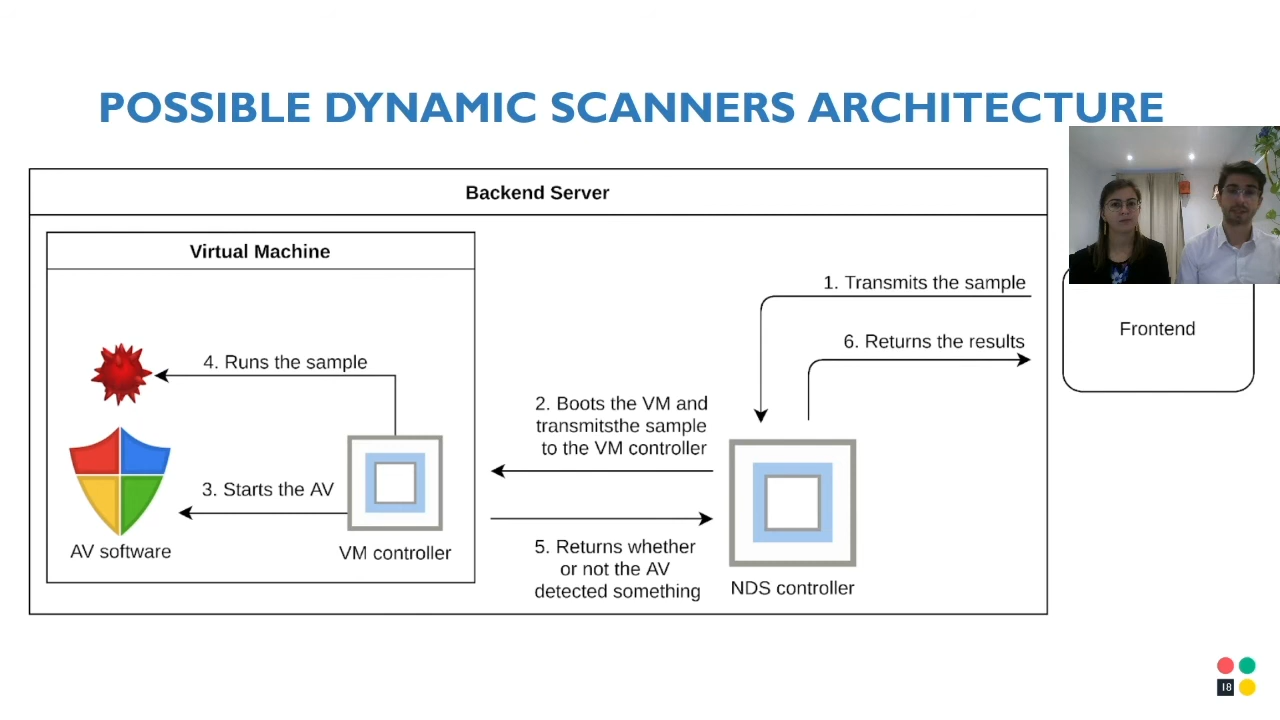 POSSIBLE DYNAMIC SCANNERS ARCHITECTURE
Backend Server
Virtual Machine
1. Transmits the sample
Frontend
6. Returns the results
4. Runs the sample
2. Boots the VM and
transmitsthe sample
to the VM controller
3. Starts the AV
AV software
VM controller
5. Returns whether
or not the AV
detected something
NDS controller
18